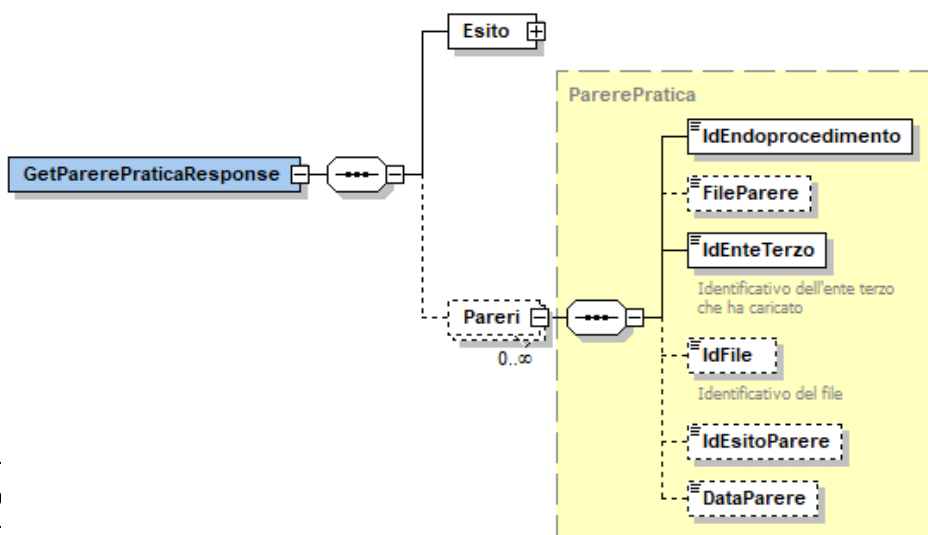 Esito
ParerePratica
IdEndoprocedimento
GetParerePraticaResponse
FileParere
IdEnteTerzo
Identificativo dell'ente terzo
che ha caricato
Pareri
0..∞
IdFile
Identificativo del file
IdEsitoParere
DataParere